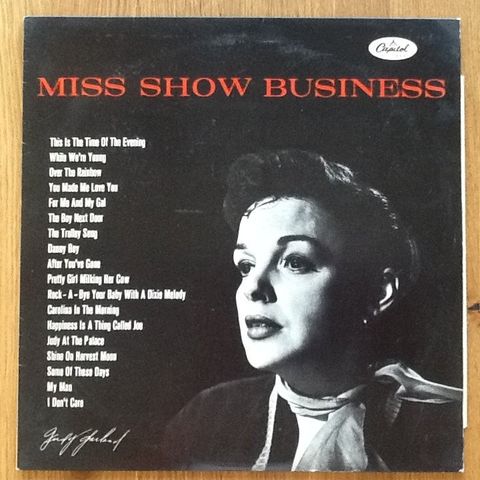 Capitol
MISS SHOW BUSINESS
This Is The Time Of The Evening
While We're Young
Over The Rainbow
You Made Me Love You
For Me And My Gal
The Boy Next Door
The Trolley Song
Danny Boy
After You've Gone
Pretty Girl Milking Her Cow
Rock-A-Bye Your Baby With A Dixie Melody
Carolina In The Morning
Happiness Is A Thing Called Joe
Judy At The Palace
Shine On Harvest Moon
Some Of These Days
My Man
I Don't Care
Judy Garland